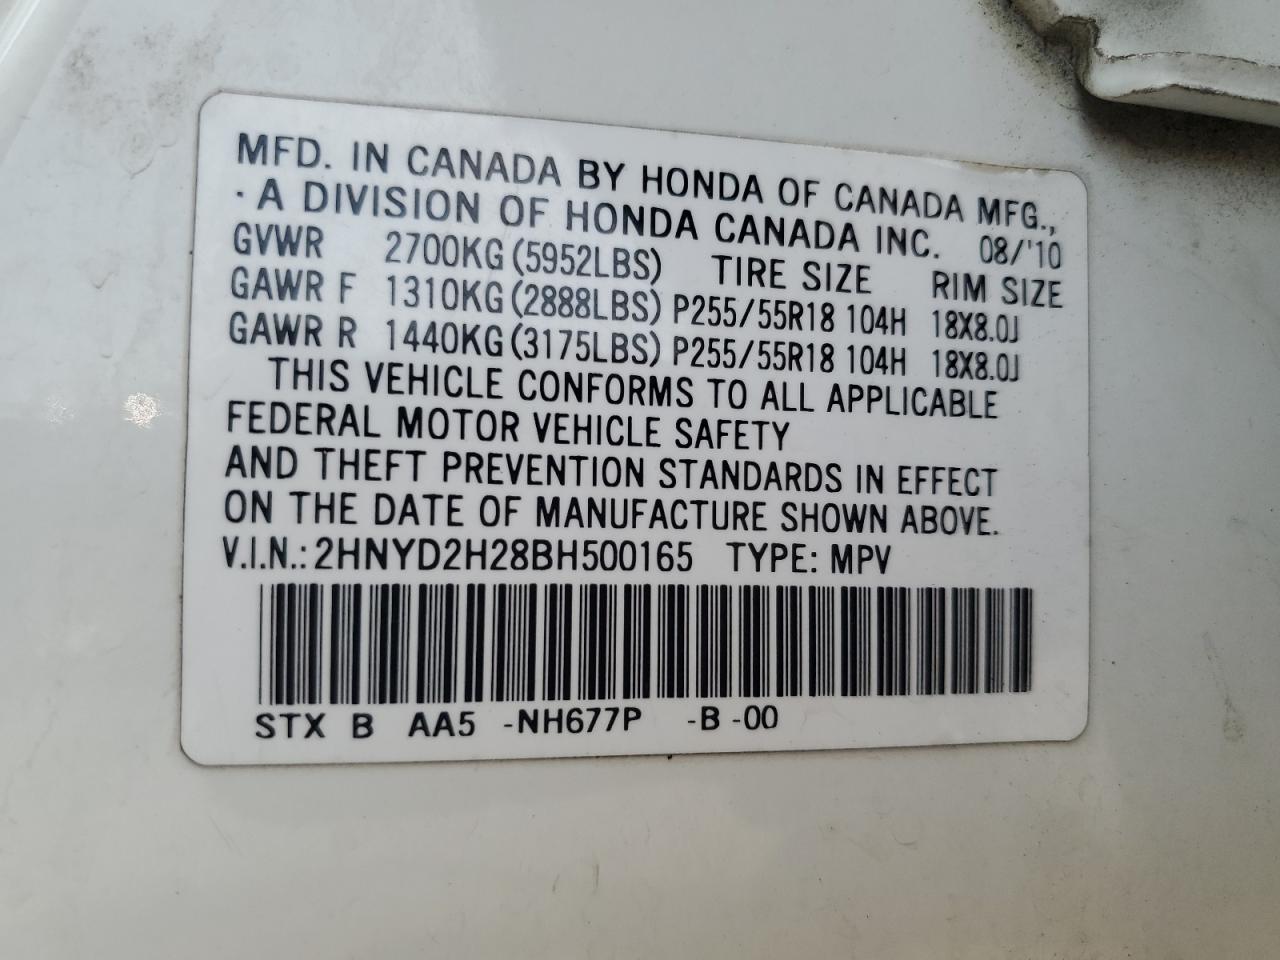 MFD. IN CANADA BY HONDA OF CANADA MFG.,
· A DIVISION OF HONDA CANADA INC. 08/'10
GVWR 2700KG (5952LBS) TIRE SIZE RIM SIZE
GAWR F 1310KG (2888LBS) P255/55R18 104H 18X8.0J
GAWR R 1440KG (3175LBS) P255/55R18 104H 18X8.0J
THIS VEHICLE CONFORMS TO ALL APPLICABLE
FEDERAL MOTOR VEHICLE SAFETY
AND THEFT PREVENTION STANDARDS IN EFFECT
ON THE DATE OF MANUFACTURE SHOWN ABOVE.
V.I.N.: 2HNYD2H28BH500165 TYPE: MPV
STX B AA5 -NH677P -B -00